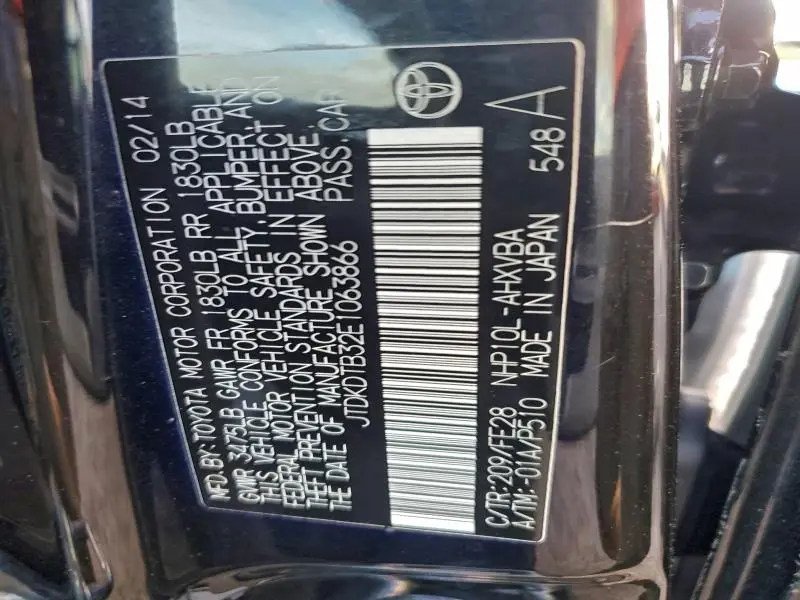 MFD.BY:TOYOTA MOTOR CORPORATION 02/14
GVWR 3475LB GAWR FR 1830LB RR 1830LB
THIS VEHICLE CONFORMS TO ALL APPLICABLE
FEDERAL MOTOR VEHICLE SAFETY,BUMPER,AND
THEFT PREVENTION STANDARDS IN EFFECT ON
THE DATE OF MANUFACTURE SHOWN ABOVE.
JTDKDTB32E1063866 PASS.CAR
C/TR:209/FE28 NHP10L-AHXVBA
A/TM:-01A/P510 MADE IN JAPAN 548 A